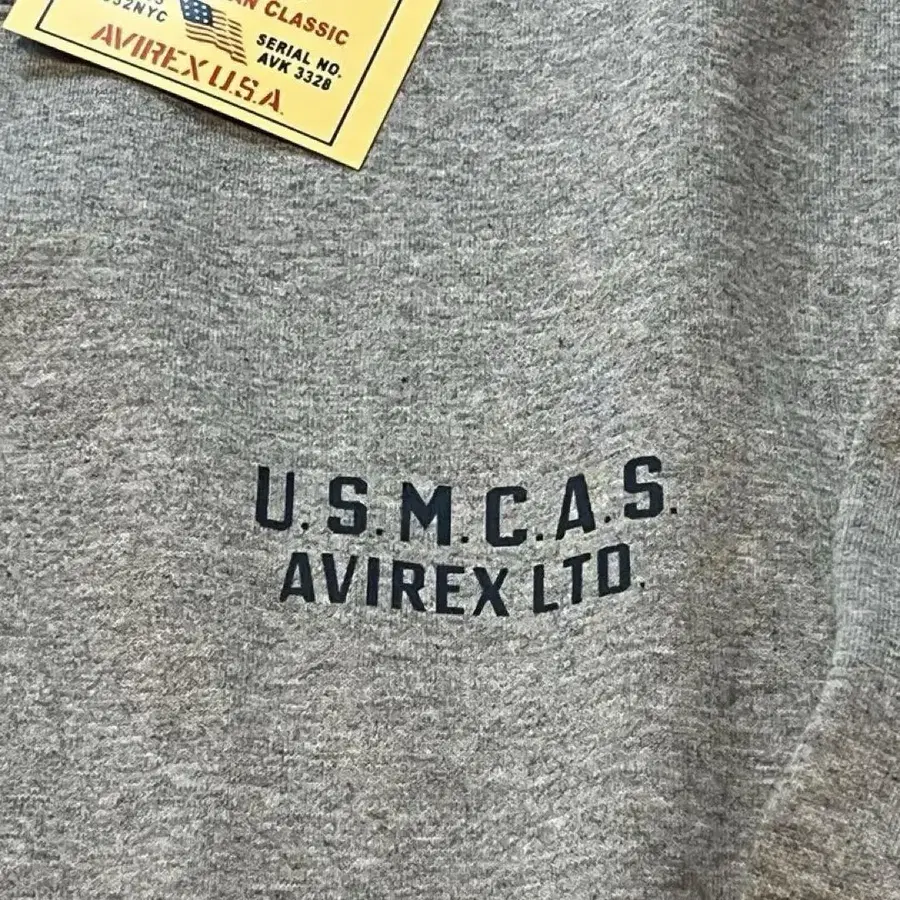 CLASSIC
SERIAL NO.
AVK 3328
AVIREX U.S.A.
U.S.M.C.A.S.
AVIREX LTD.